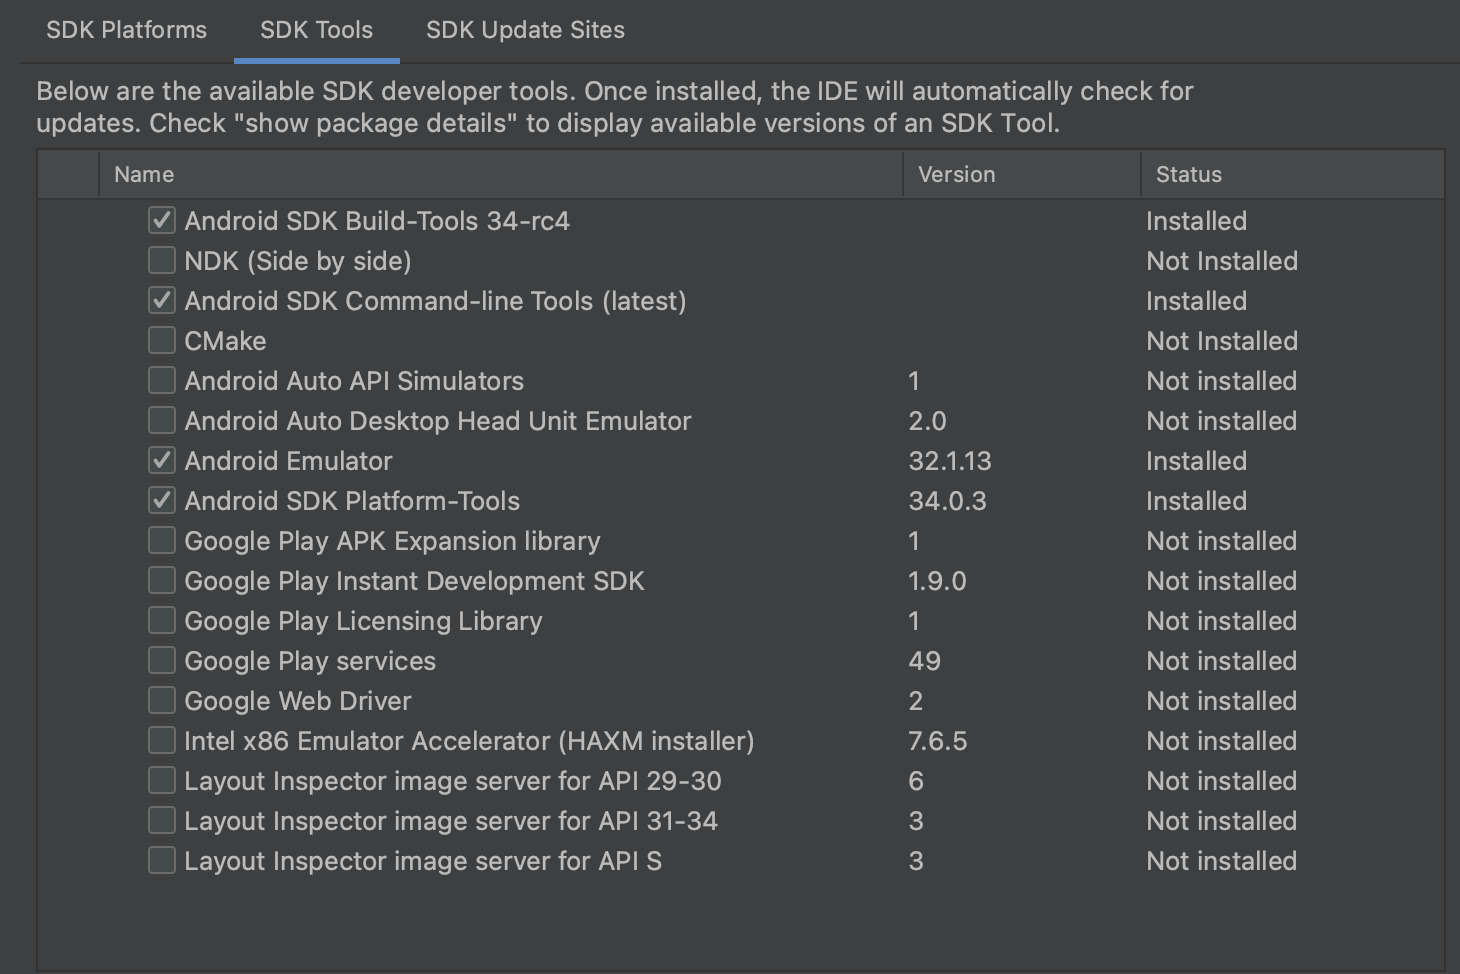 SDK Platforms SDK Tools SDK Update Sites
Below are the available SDK developer tools. Once installed, the IDE will automatically check for
updates. Check "show package details" to display available versions of an SDK Tool.
Name Version Status
Android SDK Build-Tools 34-rc4 Installed
NDK (Side by side) Not Installed
Android SDK Command-line Tools (latest) Installed
CMake Not Installed
Android Auto API Simulators 1 Not installed
Android Auto Desktop Head Unit Emulator 2.0 Not installed
Android Emulator 32.1.13 Installed
Android SDK Platform-Tools 34.0.3 Installed
Google Play APK Expansion library 1 Not installed
Google Play Instant Development SDK 1.9.0 Not installed
Google Play Licensing Library 1 Not installed
Google Play services 49 Not installed
Google Web Driver 2 Not installed
Intel x86 Emulator Accelerator (HAXM installer) 7.6.5 Not installed
Layout Inspector image server for API 29-30 6 Not installed
Layout Inspector image server for API 31-34 3 Not installed
Layout Inspector image server for API S 3 Not installed